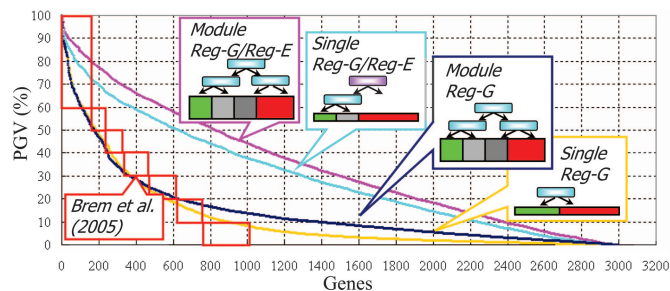 PGV (%)
100
90
80
70
60
50
40
30
20
10
0
Module
Reg-G/Reg-E
Single
Reg-G/Reg-E
Module
Reg-G
Single
Reg-G
Brem et al.
(2005)
0 200 400 600 800 1000 1200 1400 1600 1800 2000 2200 2400 2600 2800 3000 3200
Genes